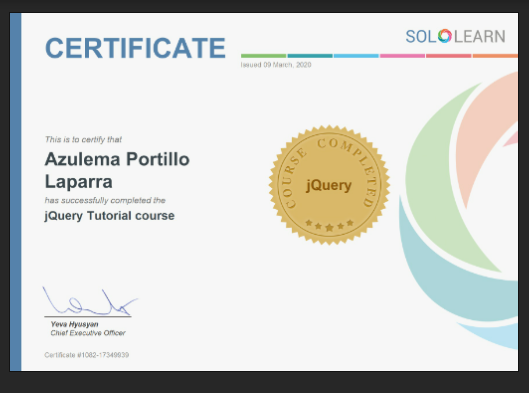 CERTIFICATE
SOLOLEARN
Issued 09 March, 2020
This is to certify that
Azulema Portillo
Laparra
has successfully completed the
jQuery Tutorial course
COURSE COMPLETED
jQuery
Yeva Hyusyan
Chief Executive Officer
Certificate #1082-17349939